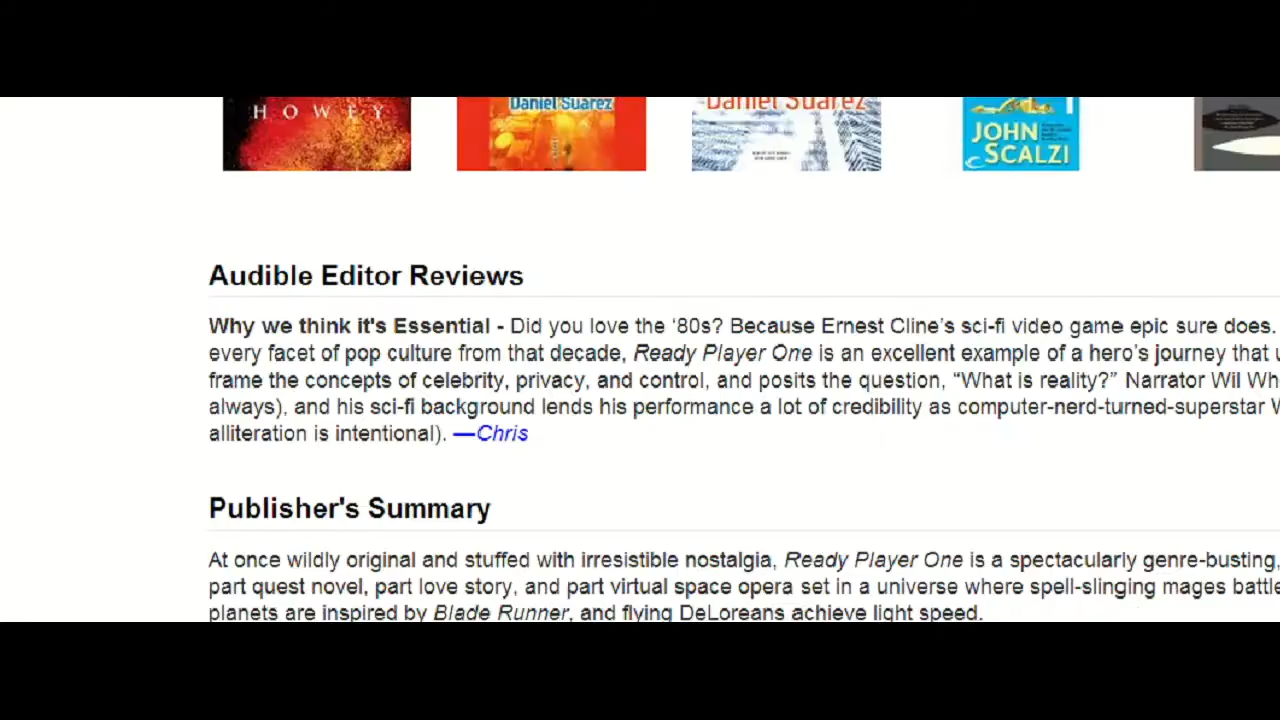 HOWEY
Daniel Suarez
Daniel Suarez
JOHN
SCALZI
Audible Editor Reviews
Why we think it's Essential - Did you love the ‘80s? Because Ernest Cline’s sci-fi video game epic sure does.
every facet of pop culture from that decade, Ready Player One is an excellent example of a hero’s journey that
frame the concepts of celebrity, privacy, and control, and posits the question, “What is reality?” Narrator Wil
always), and his sci-fi background lends his performance a lot of credibility as computer-nerd-turned-superstar
alliteration is intentional). —Chris
Publisher's Summary
At once wildly original and stuffed with irresistible nostalgia, Ready Player One is a spectacularly genre-busting,
part quest novel, part love story, and part virtual space opera set in a universe where spell-slinging mages battle
planets are inspired by Blade Runner, and flying DeLoreans achieve light speed.